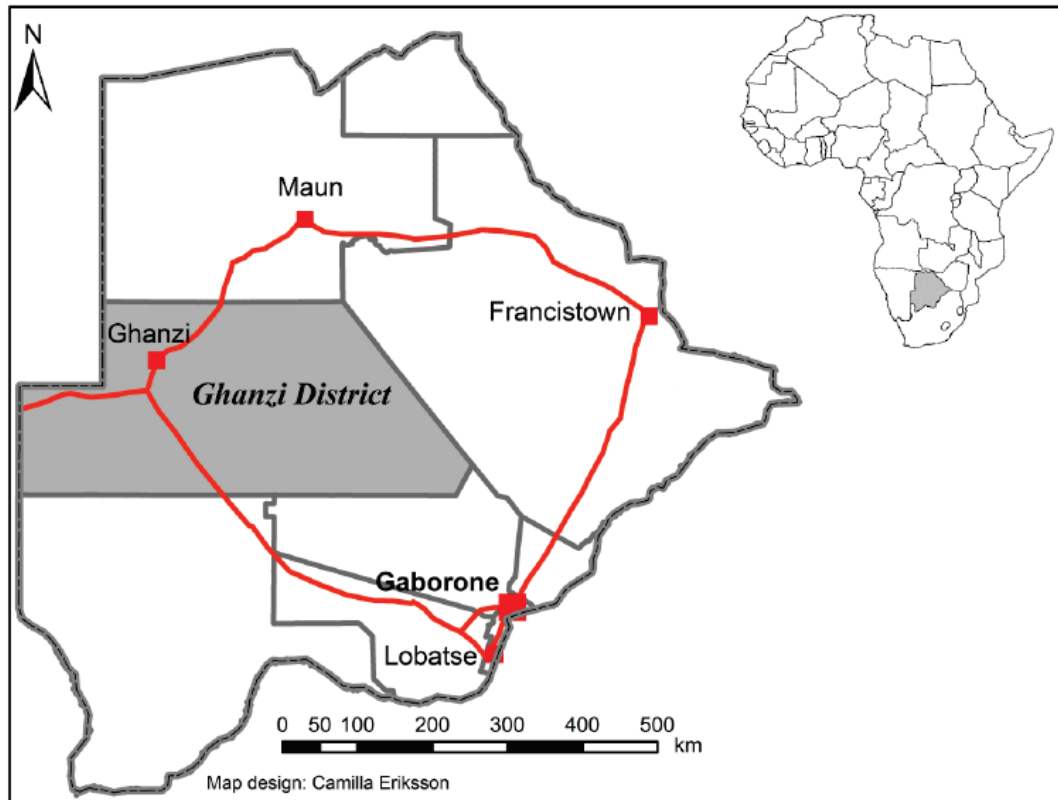 N
Maun
Francistown
Ghanzi
Ghanzi District
Gaborone
Lobatse
0 50 100 200 300 400 500
km
Map design: Camilla Eriksson